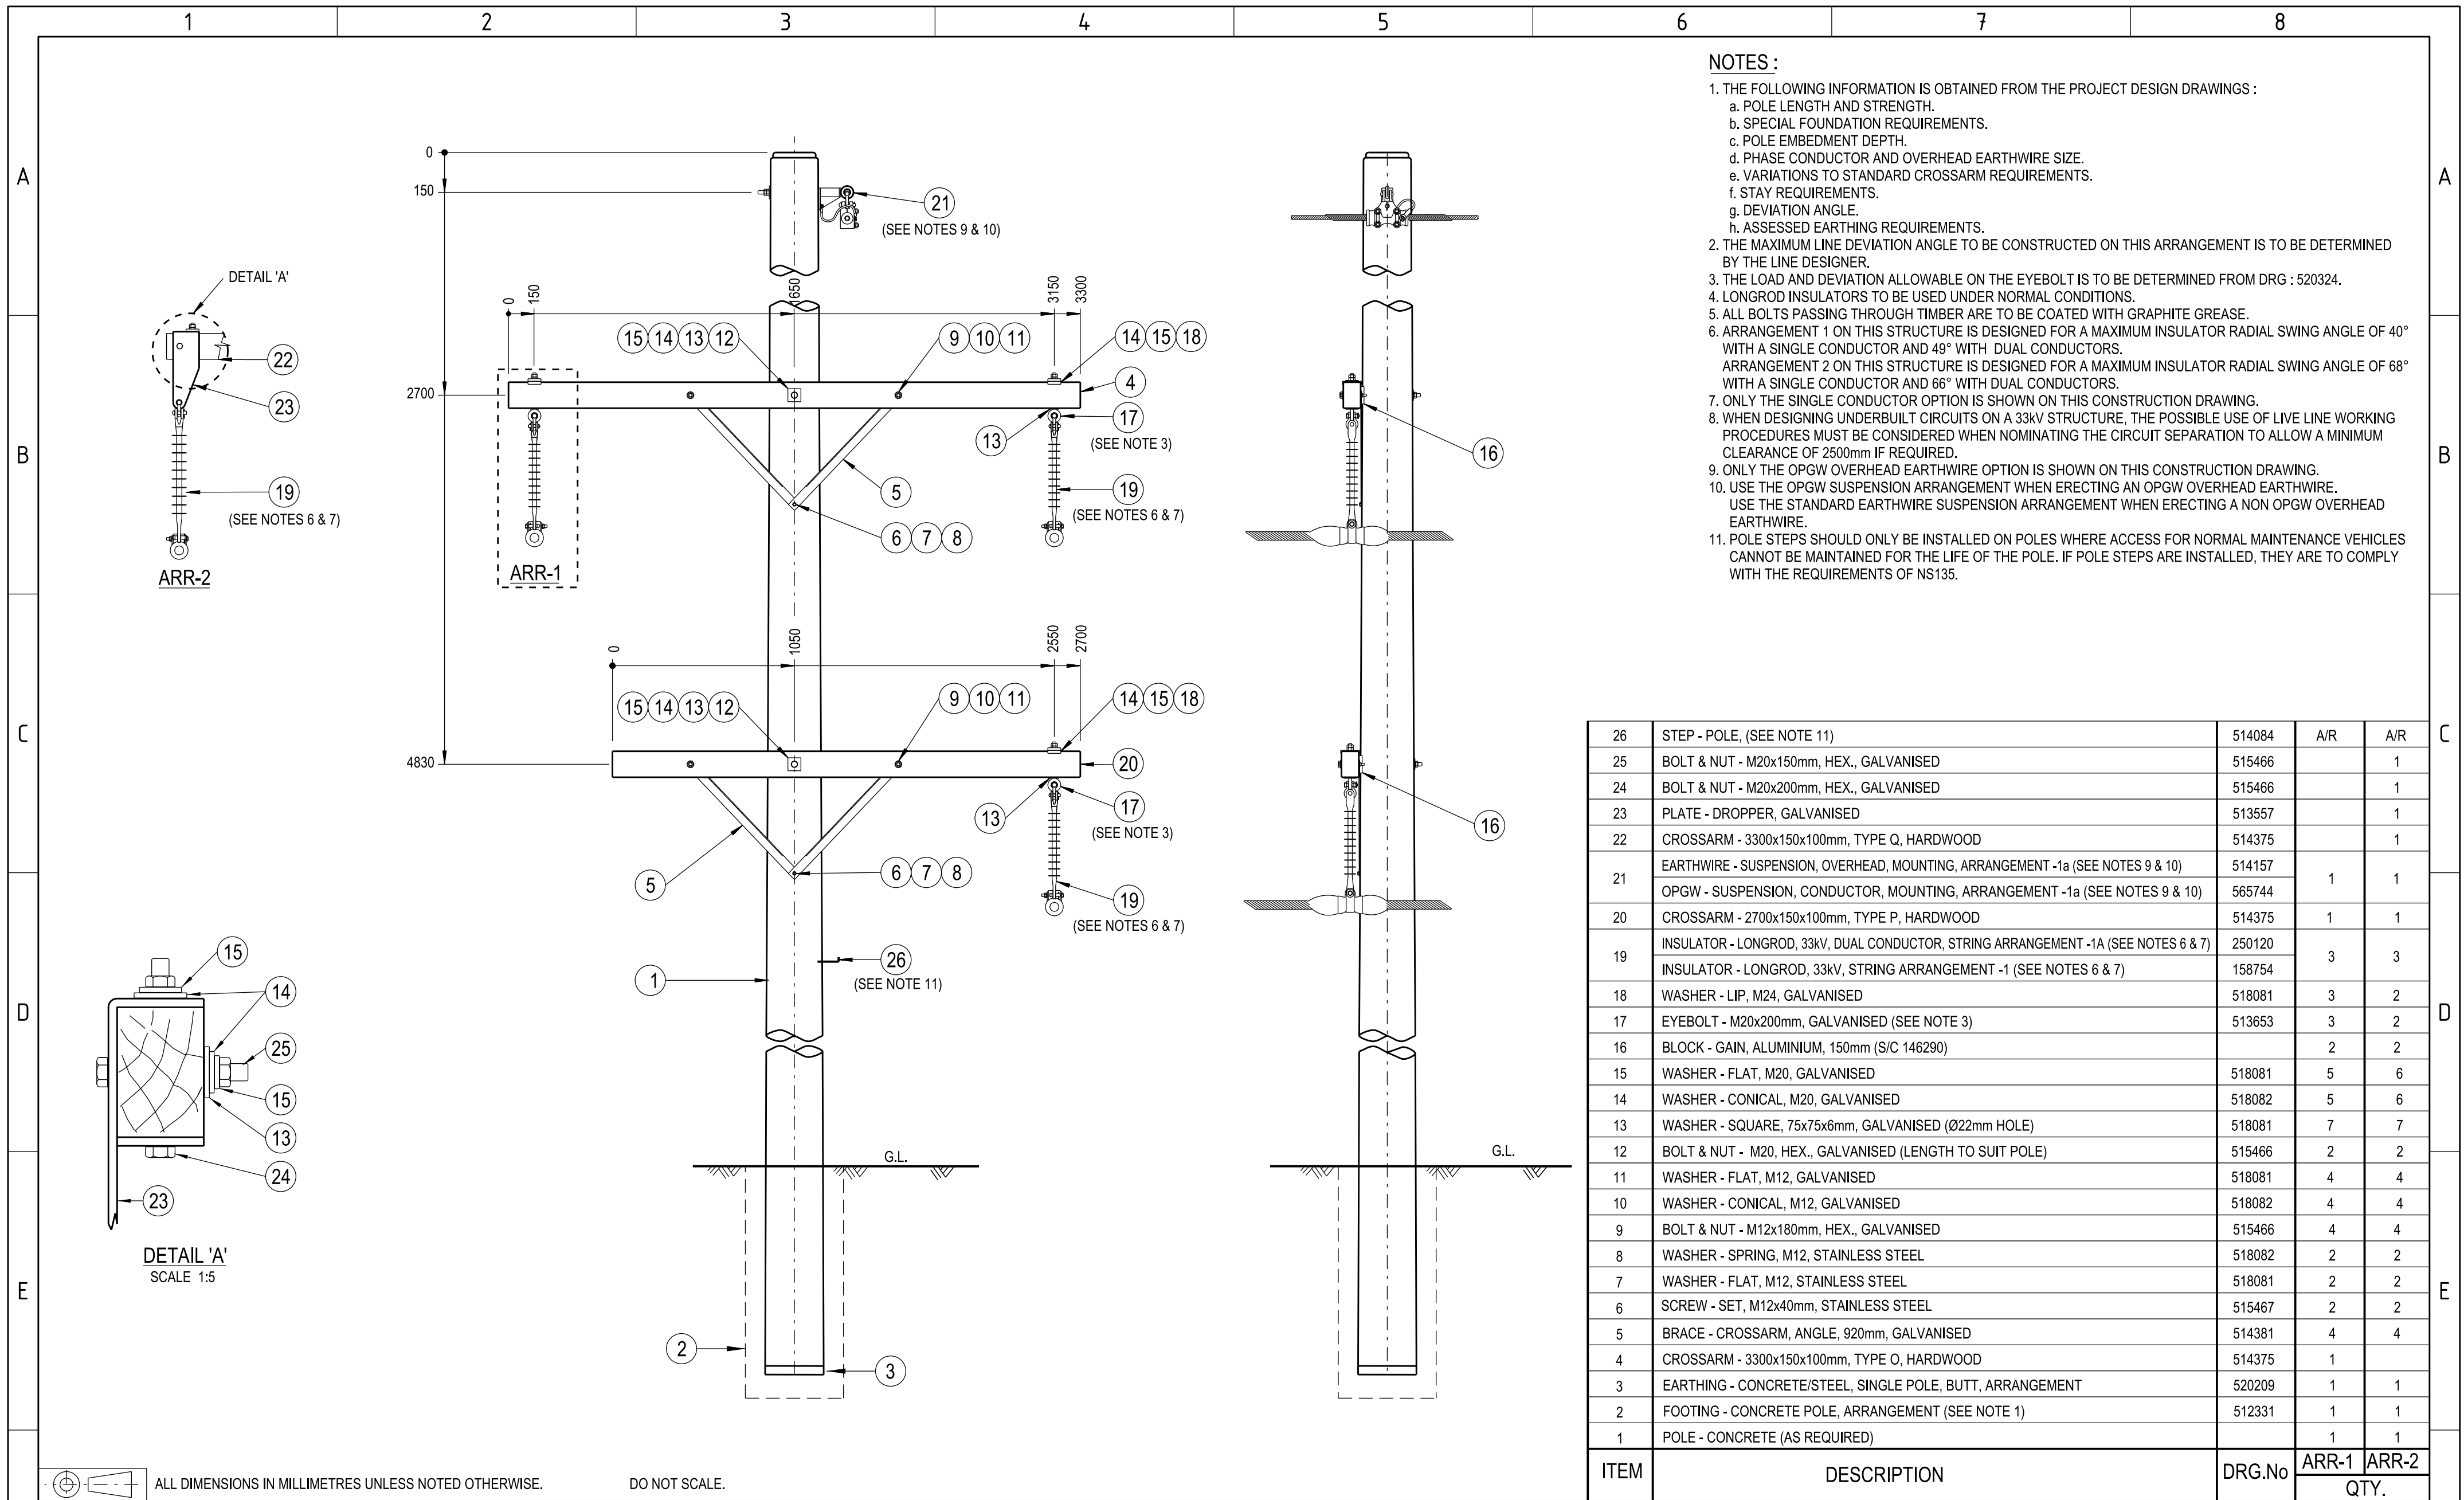 1 2 3 4 5 6 7 8
A
B
C
D
E
A
B
C
D
E
NOTES :
1. THE FOLLOWING INFORMATION IS OBTAINED FROM THE PROJECT DESIGN DRAWINGS :
a. POLE LENGTH AND STRENGTH.
b. SPECIAL FOUNDATION REQUIREMENTS.
c. POLE EMBEDMENT DEPTH.
d. PHASE CONDUCTOR AND OVERHEAD EARTHWIRE SIZE.
e. VARIATIONS TO STANDARD CROSSARM REQUIREMENTS.
f. STAY REQUIREMENTS.
g. DEVIATION ANGLE.
h. ASSESSED EARTHING REQUIREMENTS.
2. THE MAXIMUM LINE DEVIATION ANGLE TO BE CONSTRUCTED ON THIS ARRANGEMENT IS TO BE DETERMINED
BY THE LINE DESIGNER.
3. THE LOAD AND DEVIATION ALLOWABLE ON THE EYEBOLT IS TO BE DETERMINED FROM DRG : 520324.
4. LONGROD INSULATORS TO BE USED UNDER NORMAL CONDITIONS.
5. ALL BOLTS PASSING THROUGH TIMBER ARE TO BE COATED WITH GRAPHITE GREASE.
6. ARRANGEMENT 1 ON THIS STRUCTURE IS DESIGNED FOR A MAXIMUM INSULATOR RADIAL SWING ANGLE OF 40°
WITH A SINGLE CONDUCTOR AND 49° WITH DUAL CONDUCTORS.
ARRANGEMENT 2 ON THIS STRUCTURE IS DESIGNED FOR A MAXIMUM INSULATOR RADIAL SWING ANGLE OF 68°
WITH A SINGLE CONDUCTOR AND 66° WITH DUAL CONDUCTORS.
7. ONLY THE SINGLE CONDUCTOR OPTION IS SHOWN ON THIS CONSTRUCTION DRAWING.
8. WHEN DESIGNING UNDERBUILT CIRCUITS ON A 33kV STRUCTURE, THE POSSIBLE USE OF LIVE LINE WORKING
PROCEDURES MUST BE CONSIDERED WHEN NOMINATING THE CIRCUIT SEPARATION TO ALLOW A MINIMUM
CLEARANCE OF 2500mm IF REQUIRED.
9. ONLY THE OPGW OVERHEAD EARTHWIRE OPTION IS SHOWN ON THIS CONSTRUCTION DRAWING.
10. USE THE OPGW SUSPENSION ARRANGEMENT WHEN ERECTING AN OPGW OVERHEAD EARTHWIRE.
USE THE STANDARD EARTHWIRE SUSPENSION ARRANGEMENT WHEN ERECTING A NON OPGW OVERHEAD
EARTHWIRE.
11. POLE STEPS SHOULD ONLY BE INSTALLED ON POLES WHERE ACCESS FOR NORMAL MAINTENANCE VEHICLES
CANNOT BE MAINTAINED FOR THE LIFE OF THE POLE. IF POLE STEPS ARE INSTALLED, THEY ARE TO COMPLY
WITH THE REQUIREMENTS OF NS135.
DETAIL 'A'
22
23
19
(SEE NOTES 6 & 7)
ARR-2
0
150
2700
4830
21
(SEE NOTES 9 & 10)
0 150 1650 3150 3300
15 14 13 12
9 10 11
14 15 18
4
17
(SEE NOTE 3)
13
5
19
(SEE NOTES 6 & 7)
6 7 8
ARR-1
16
0 1050 2550 2700
15 14 13 12
9 10 11
14 15 18
20
17
(SEE NOTE 3)
13
5
6 7 8
19
(SEE NOTES 6 & 7)
16
26
(SEE NOTE 11)
1
G.L.
G.L.
2
3
15
14
25
15
13
24
23
DETAIL 'A'
SCALE 1:5
26 STEP - POLE, (SEE NOTE 11) 514084 A/R A/R
25 BOLT & NUT - M20x150mm, HEX., GALVANISED 515466 1
24 BOLT & NUT - M20x200mm, HEX., GALVANISED 515466 1
23 PLATE - DROPPER, GALVANISED 513557 1
22 CROSSARM - 3300x150x100mm, TYPE Q, HARDWOOD 514375 1
21 EARTHWIRE - SUSPENSION, OVERHEAD, MOUNTING, ARRANGEMENT -1a (SEE NOTES 9 & 10) 514157 1 1
OPGW - SUSPENSION, CONDUCTOR, MOUNTING, ARRANGEMENT -1a (SEE NOTES 9 & 10) 565744
20 CROSSARM - 2700x150x100mm, TYPE P, HARDWOOD 514375 1 1
19 INSULATOR - LONGROD, 33kV, DUAL CONDUCTOR, STRING ARRANGEMENT -1A (SEE NOTES 6 & 7) 250120 3 3
INSULATOR - LONGROD, 33kV, STRING ARRANGEMENT -1 (SEE NOTES 6 & 7) 158754
18 WASHER - LIP, M24, GALVANISED 518081 3 2
17 EYEBOLT - M20x200mm, GALVANISED (SEE NOTE 3) 513653 3 2
16 BLOCK - GAIN, ALUMINIUM, 150mm (S/C 146290) 2 2
15 WASHER - FLAT, M20, GALVANISED 518081 5 6
14 WASHER - CONICAL, M20, GALVANISED 518082 5 6
13 WASHER - SQUARE, 75x75x6mm, GALVANISED (Ø22mm HOLE) 518081 7 7
12 BOLT & NUT - M20, HEX., GALVANISED (LENGTH TO SUIT POLE) 515466 2 2
11 WASHER - FLAT, M12, GALVANISED 518081 4 4
10 WASHER - CONICAL, M12, GALVANISED 518082 4 4
9 BOLT & NUT - M12x180mm, HEX., GALVANISED 515466 4 4
8 WASHER - SPRING, M12, STAINLESS STEEL 518082 2 2
7 WASHER - FLAT, M12, STAINLESS STEEL 518081 2 2
6 SCREW - SET, M12x40mm, STAINLESS STEEL 515467 2 2
5 BRACE - CROSSARM, ANGLE, 920mm, GALVANISED 514381 4 4
4 CROSSARM - 3300x150x100mm, TYPE O, HARDWOOD 514375 1
3 EARTHING - CONCRETE/STEEL, SINGLE POLE, BUTT, ARRANGEMENT 520209 1 1
2 FOOTING - CONCRETE POLE, ARRANGEMENT (SEE NOTE 1) 512331 1 1
1 POLE - CONCRETE (AS REQUIRED) 1 1
ITEM DESCRIPTION DRG.No ARR-1 ARR-2
QTY.
ALL DIMENSIONS IN MILLIMETRES UNLESS NOTED OTHERWISE. DO NOT SCALE.